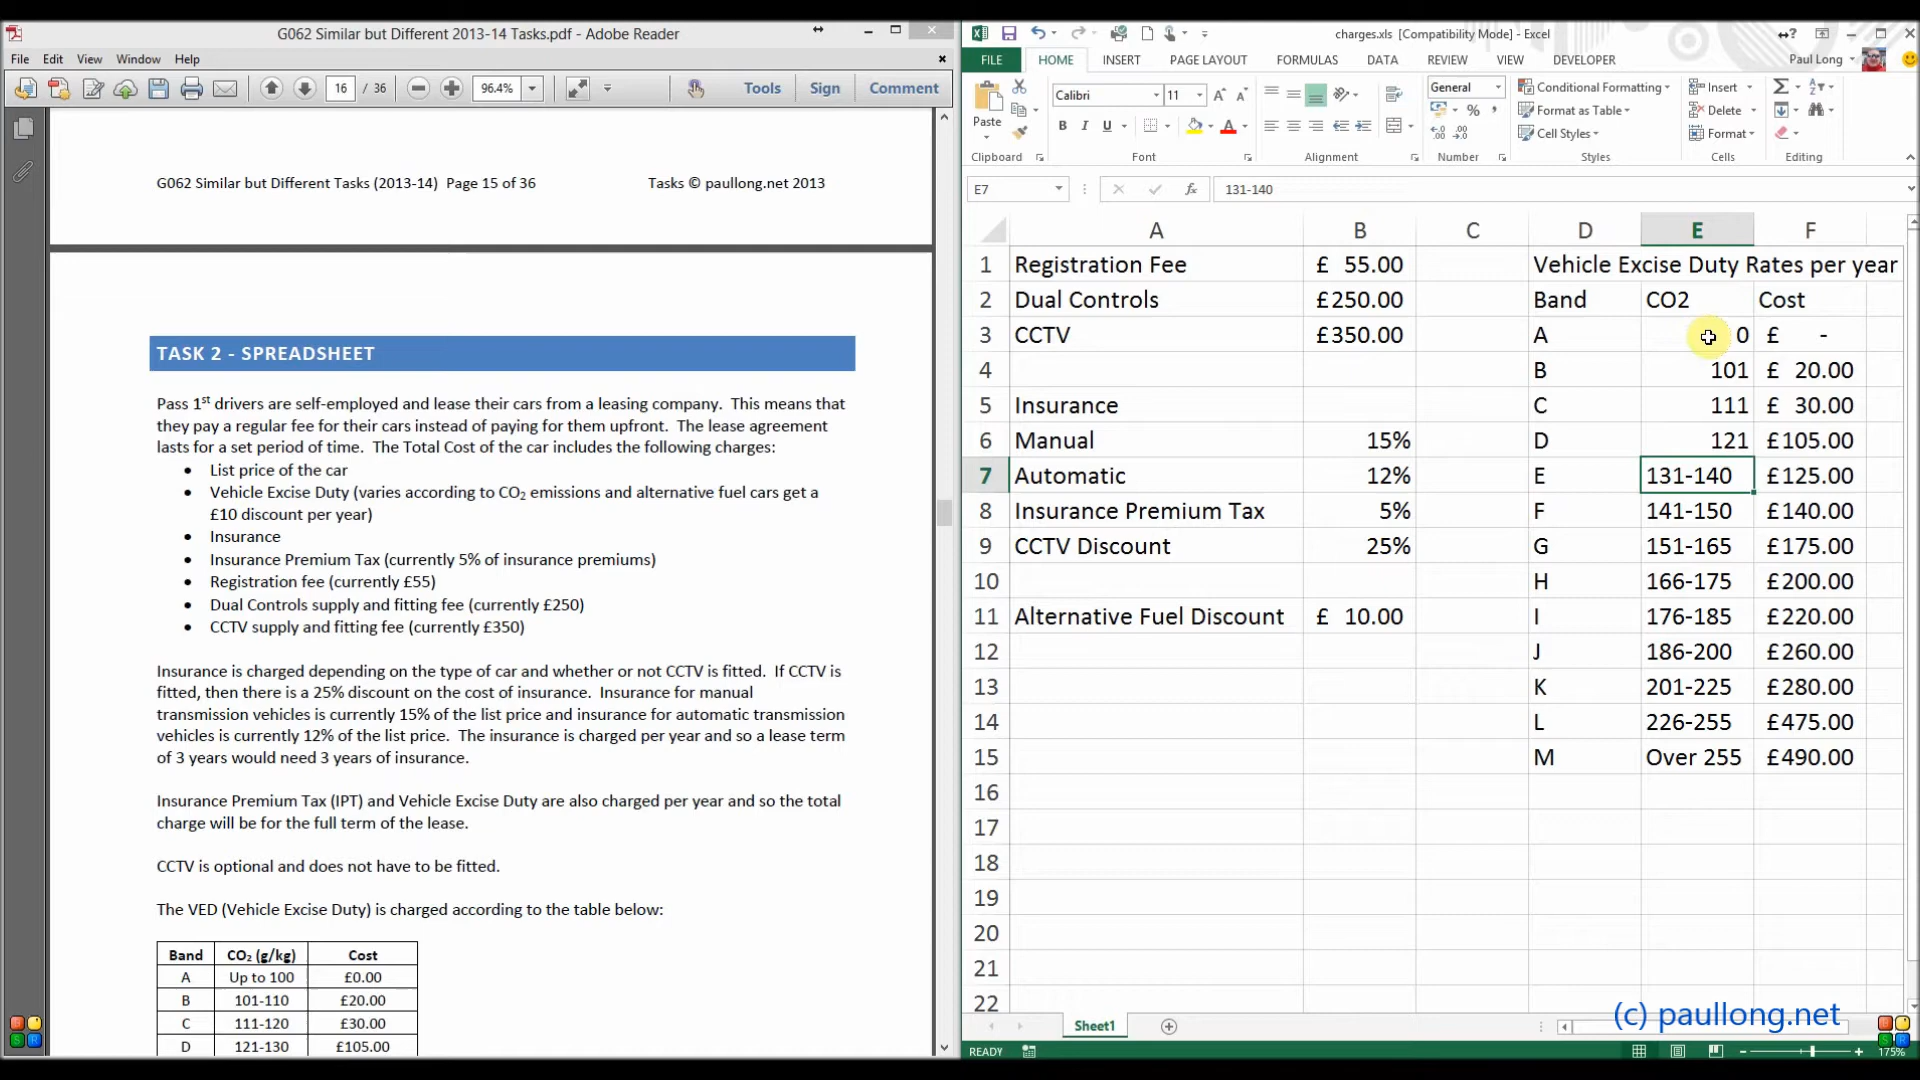 G062 Similar but Different 2013-14 Tasks.pdf - Adobe Reader
File Edit View Window Help
16 / 36 96.4% Tools Sign Comment
G062 Similar but Different Tasks (2013-14) Page 15 of 36 Tasks © paullong.net 2013
TASK 2 - SPREADSHEET
Pass 1st drivers are self-employed and lease their cars from a leasing company. This means that
they pay a regular fee for their cars instead of paying for them upfront. The lease agreement
lasts for a set period of time. The Total Cost of the car includes the following charges:
• List price of the car
• Vehicle Excise Duty (varies according to CO2 emissions and alternative fuel cars get a
£10 discount per year)
• Insurance
• Insurance Premium Tax (currently 5% of insurance premiums)
• Registration fee (currently £55)
• Dual Controls supply and fitting fee (currently £250)
• CCTV supply and fitting fee (currently £350)
Insurance is charged depending on the type of car and whether or not CCTV is fitted. If CCTV is
fitted, then there is a 25% discount on the cost of insurance. Insurance for manual
transmission vehicles is currently 15% of the list price and insurance for automatic transmission
vehicles is currently 12% of the list price. The insurance is charged per year and so a lease term
of 3 years would need 3 years of insurance.
Insurance Premium Tax (IPT) and Vehicle Excise Duty are also charged per year and so the total
charge will be for the full term of the lease.
CCTV is optional and does not have to be fitted.
The VED (Vehicle Excise Duty) is charged according to the table below:
Band CO2 (g/kg) Cost
A Up to 100 £0.00
B 101-110 £20.00
C 111-120 £30.00
D 121-130 £105.00
charges.xls [Compatibility Mode] - Excel
FILE HOME INSERT PAGE LAYOUT FORMULAS DATA REVIEW VIEW DEVELOPER Paul Long
Paste Calibri 11 General Conditional Formatting Insert
B I U % Format as Table Delete
Cell Styles Format
Clipboard Font Alignment Number Styles Cells Editing
E7 fx 131-140
A B C D E F
1 Registration Fee £ 55.00 Vehicle Excise Duty Rates per year
2 Dual Controls £250.00 Band CO2 Cost
3 CCTV £350.00 A 0 £ -
4 B 101 £ 20.00
5 Insurance C 111 £ 30.00
6 Manual 15% D 121 £105.00
7 Automatic 12% E 131-140 £125.00
8 Insurance Premium Tax 5% F 141-150 £140.00
9 CCTV Discount 25% G 151-165 £175.00
10 H 166-175 £200.00
11 Alternative Fuel Discount £ 10.00 I 176-185 £220.00
12 J 186-200 £260.00
13 K 201-225 £280.00
14 L 226-255 £475.00
15 M Over 255 £490.00
16
17
18
19
20
21
22
(c) paullong.net
Sheet1
READY 175%